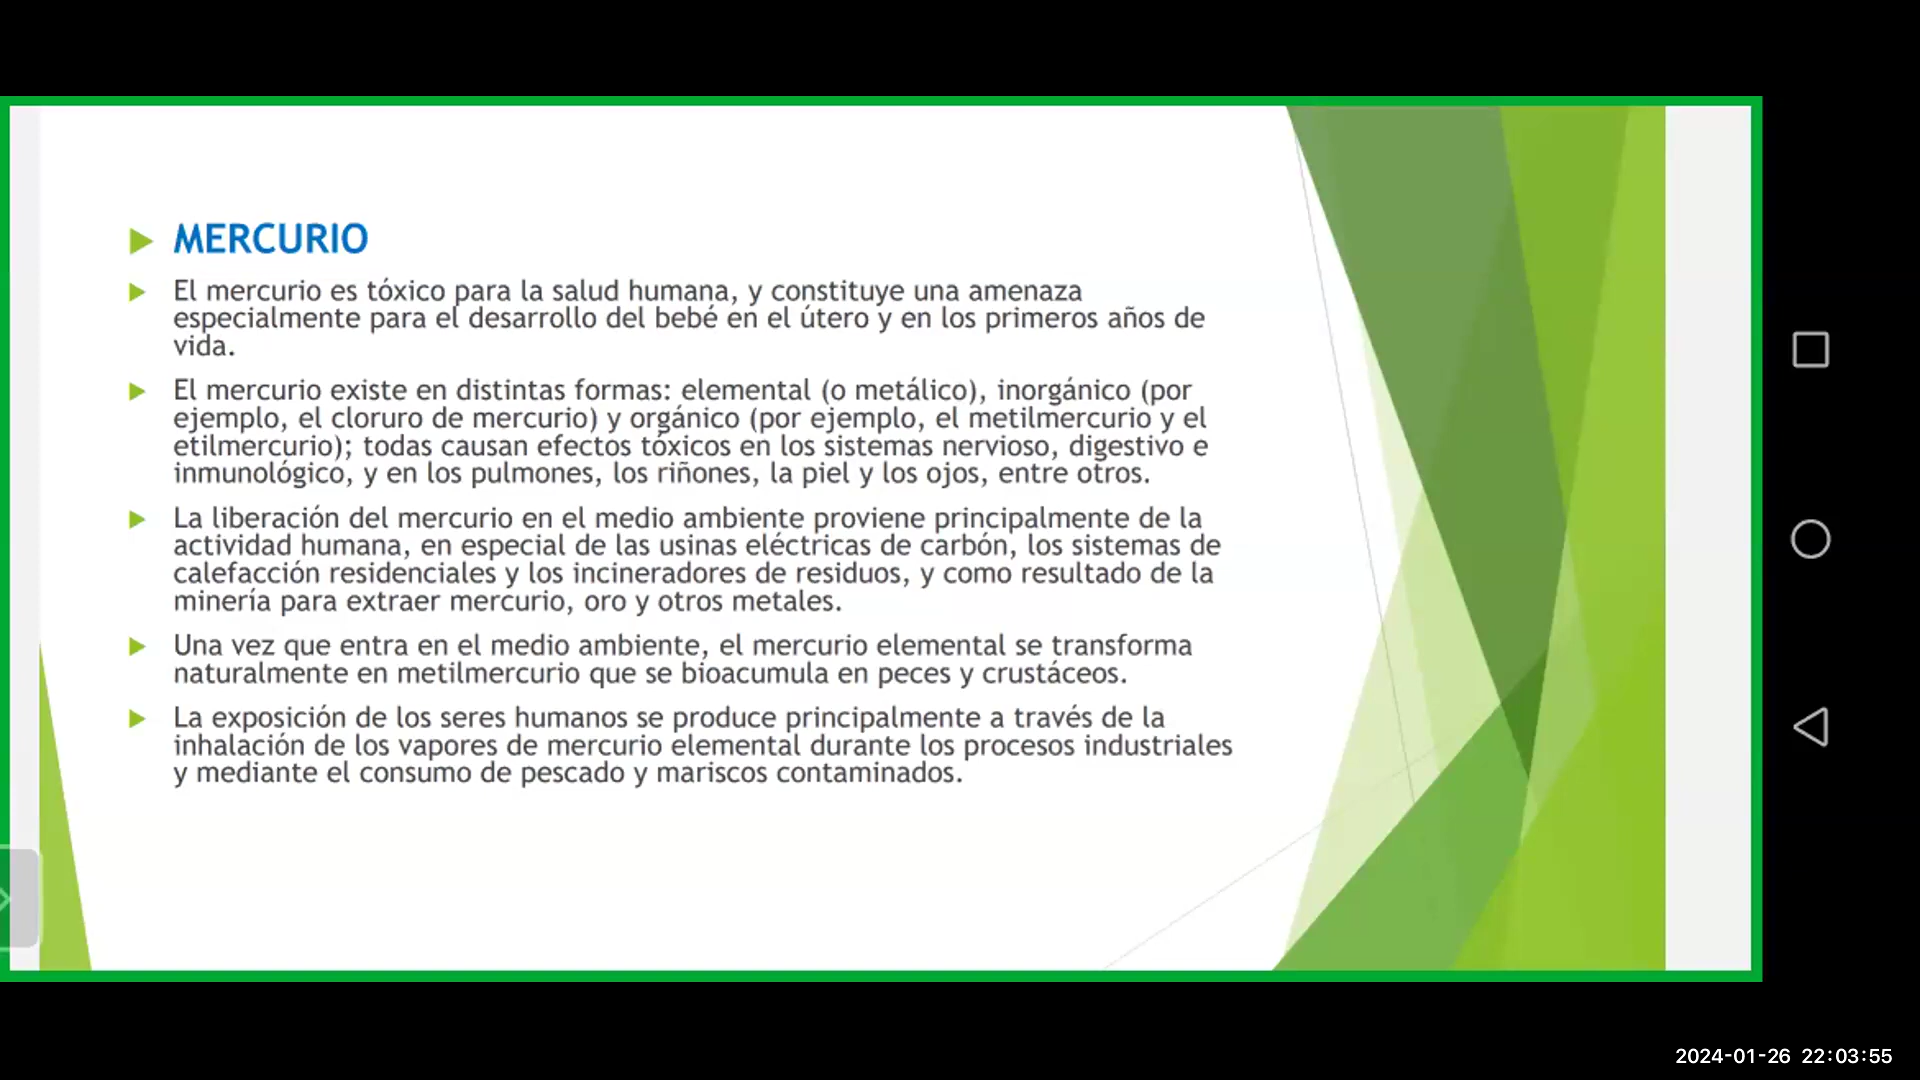 MERCURIO
El mercurio es tóxico para la salud humana, y constituye una amenaza
especialmente para el desarrollo del bebé en el útero y en los primeros años de
vida.
El mercurio existe en distintas formas: elemental (o metálico), inorgánico (por
ejemplo, el cloruro de mercurio) y orgánico (por ejemplo, el metilmercurio y el
etilmercurio); todas causan efectos tóxicos en los sistemas nervioso, digestivo e
inmunológico, y en los pulmones, los riñones, la piel y los ojos, entre otros.
La liberación del mercurio en el medio ambiente proviene principalmente de la
actividad humana, en especial de las usinas eléctricas de carbón, los sistemas de
calefacción residenciales y los incineradores de residuos, y como resultado de la
minería para extraer mercurio, oro y otros metales.
Una vez que entra en el medio ambiente, el mercurio elemental se transforma
naturalmente en metilmercurio que se bioacumula en peces y crustáceos.
La exposición de los seres humanos se produce principalmente a través de la
inhalación de los vapores de mercurio elemental durante los procesos industriales
y mediante el consumo de pescado y mariscos contaminados.
2024-01-26 22:03:55